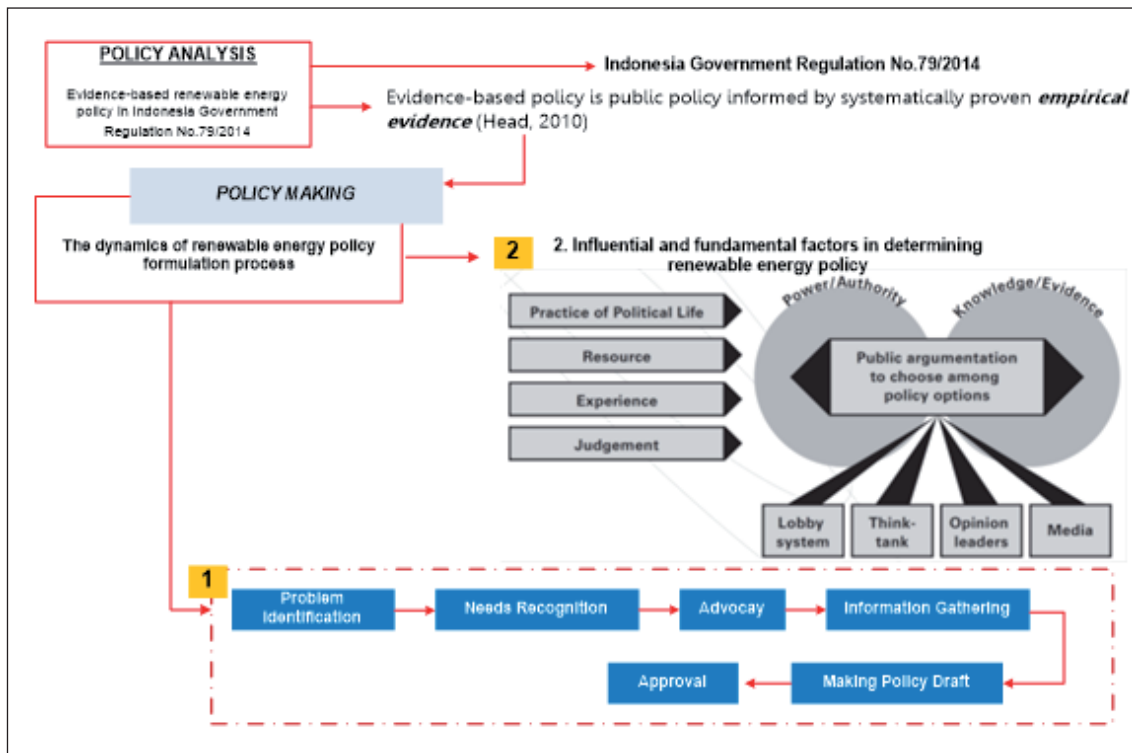 POLICY ANALYSIS
Evidence-based renewable energy
policy in Indonesia Government
Regulation No.79/2014
Indonesia Government Regulation No.79/2014
Evidence-based policy is public policy informed by systematically proven empirical
evidence (Head, 2010)
POLICY MAKING
The dynamics of renewable energy policy
formulation process
2
2. Influential and fundamental factors in determining
renewable energy policy
Practice of Political Life
Resource
Experience
Judgement
Power/Authority
Knowledge/Evidence
Public argumentation
to choose among
policy options
Lobby
system
Think-
tank
Opinion
leaders
Media
1
Problem
Identification
Needs Recognition
Advocay
Information Gathering
Approval
Making Policy Draft